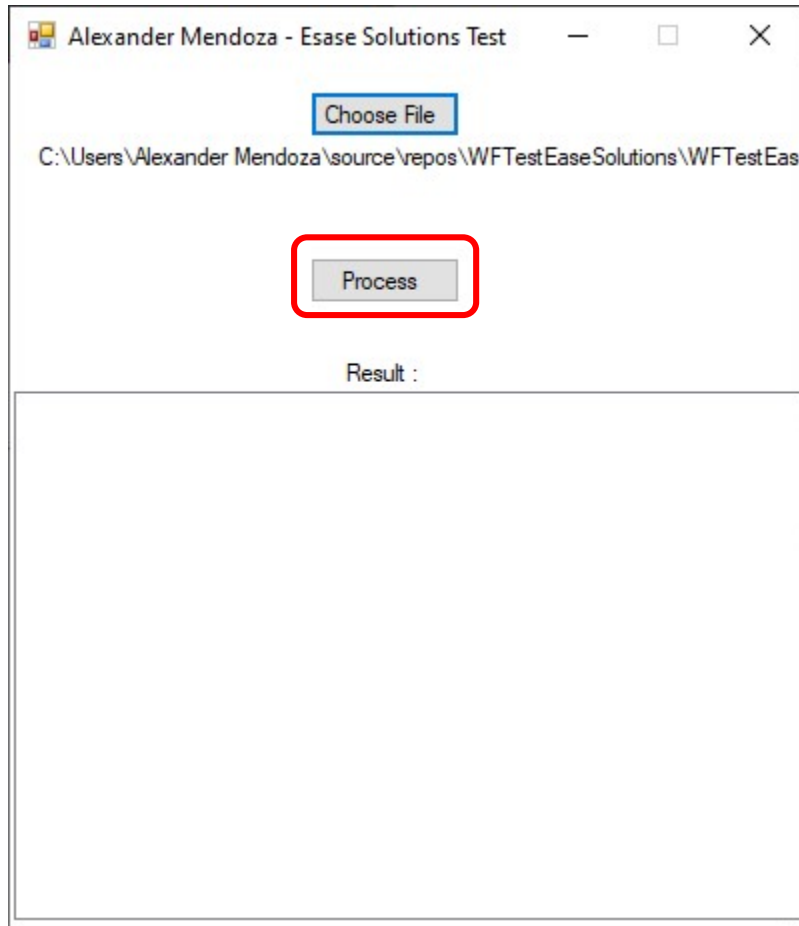 Alexander Mendoza - Esase Solutions Test
Choose File
C:\Users\Alexander Mendoza\source\repos\WFTestEaseSolutions\WFTestEas
Process
Result :